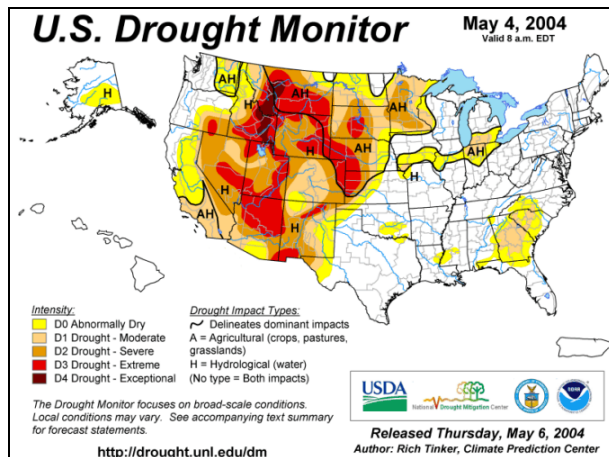 U.S. Drought Monitor
May 4, 2004
Valid 8 a.m. EDT
H
AH
H
AH
AH
H
AH
AH
H
H
AH
H
Intensity:
D0 Abnormally Dry
D1 Drought - Moderate
D2 Drought - Severe
D3 Drought - Extreme
D4 Drought - Exceptional
Drought Impact Types:
Delineates dominant impacts
A = Agricultural (crops, pastures,
grasslands)
H = Hydrological (water)
(No type = Both impacts)
The Drought Monitor focuses on broad-scale conditions.
Local conditions may vary. See accompanying text summary
for forecast statements.
http://drought.unl.edu/dm
USDA
National Drought Mitigation Center
NOAA
Released Thursday, May 6, 2004
Author: Rich Tinker, Climate Prediction Center